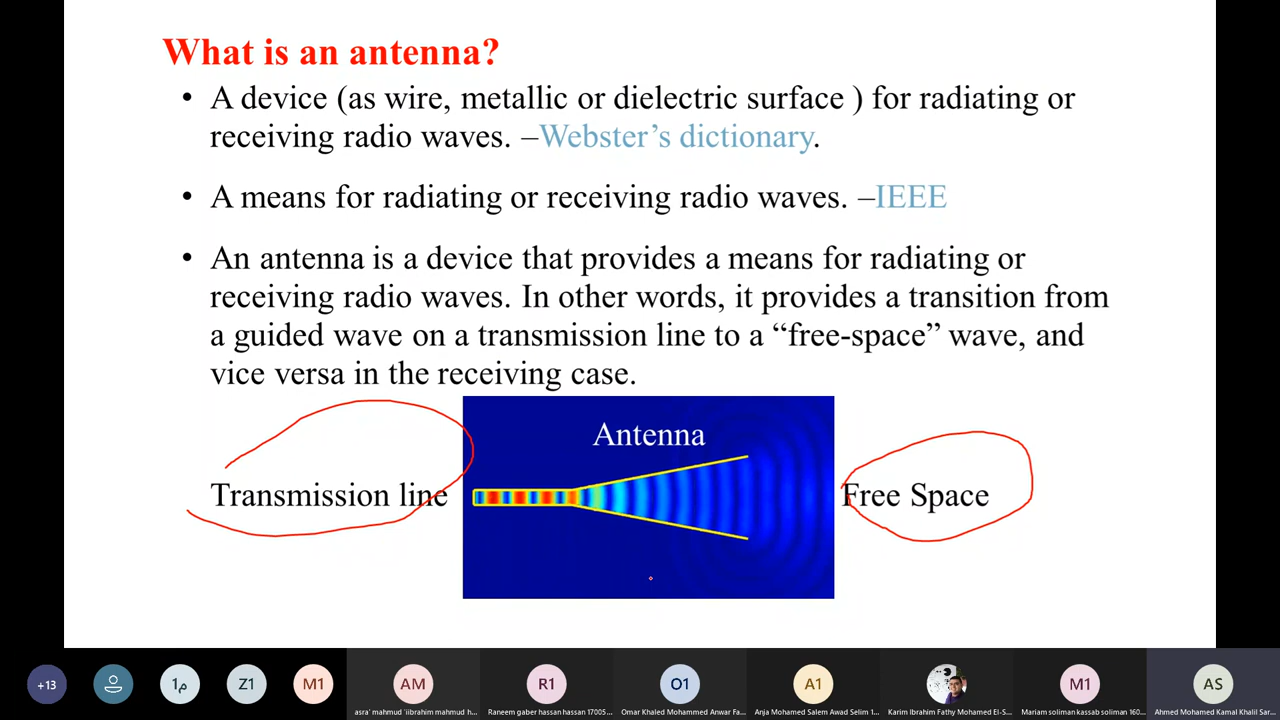 What is an antenna?
• A device (as wire, metallic or dielectric surface ) for radiating or
receiving radio waves. –Webster’s dictionary.
• A means for radiating or receiving radio waves. –IEEE
• An antenna is a device that provides a means for radiating or
receiving radio waves. In other words, it provides a transition from
a guided wave on a transmission line to a “free-space” wave, and
vice versa in the receiving case.
Antenna
Transmission line
Free Space
+13
م1
Z1
M1
AM
R1
O1
A1
M1
AS
asra' mahmud 'iibrahim mahmud h...
Raneem gaber hassan hassan 17005...
Omar Khaled Mohammed Anwar Fa...
Anja Mohamed Salem Awad Selim 1...
Karim Ibrahim Fathy Mohamed El-S...
Mariam soliman kassab soliman 160...
Ahmed Mohamed Kamal Khalil Sar...